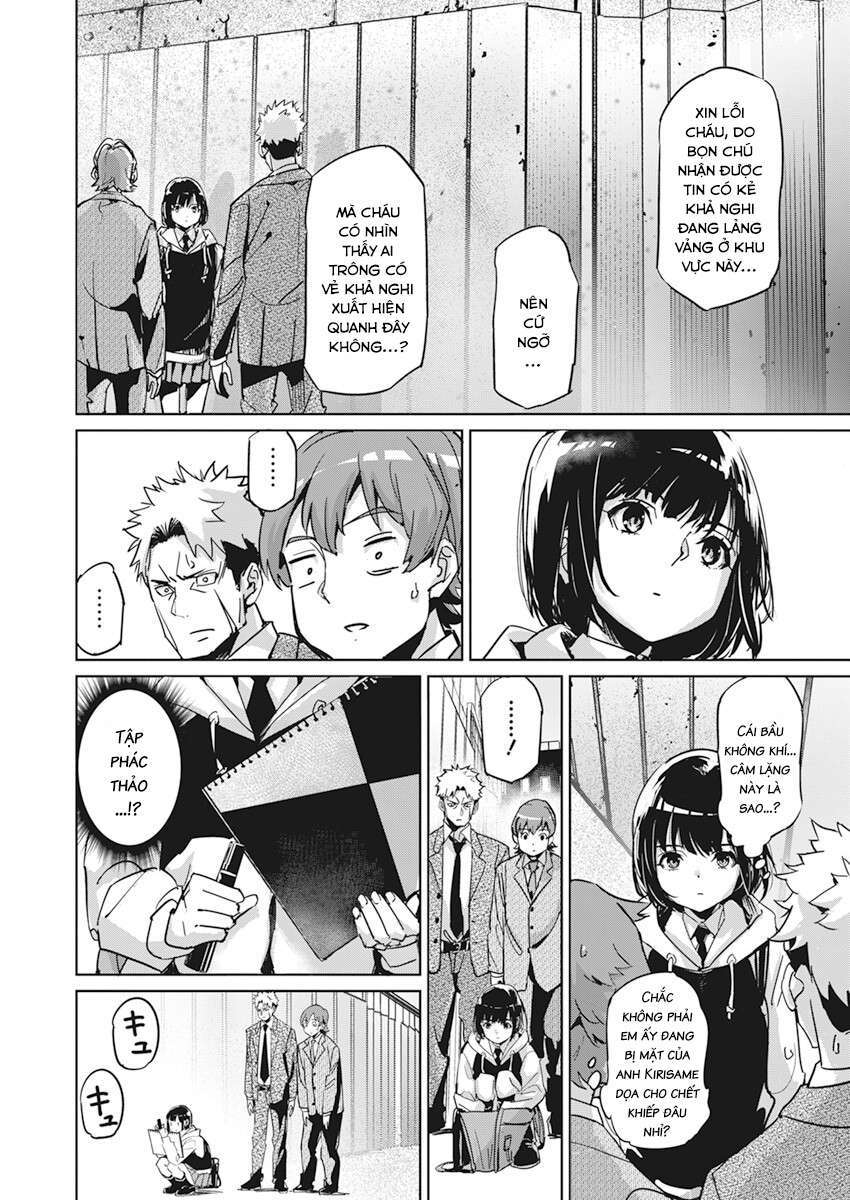 XIN LỖI
CHÁU, DO
BỌN CHÚ
NHẬN ĐƯỢC
TIN CÓ KẺ
KHẢ NGHI
ĐANG LẢNG
VẢNG Ở KHU
VỰC NÀY...
NÊN
CỨ
NGỠ
...
MÀ CHÁU
CÓ NHÌN
THẤY AI
TRÔNG CÓ
VẺ KHẢ NGHI
XUẤT HIỆN
QUANH ĐÂY
KHÔNG...?
......
......
CÁI BẦU
KHÔNG KHÍ...
CÂM LẶNG
NÀY LÀ
SAO...?
CHẮC
KHÔNG PHẢI
EM ẤY ĐANG
BỊ MẶT CỦA
ANH KIRISAME
DỌA CHO CHẾT
KHIẾP ĐÂU
NHỈ?
......!
TẬP
PHÁC
THẢO
...!?
キュ
キュ